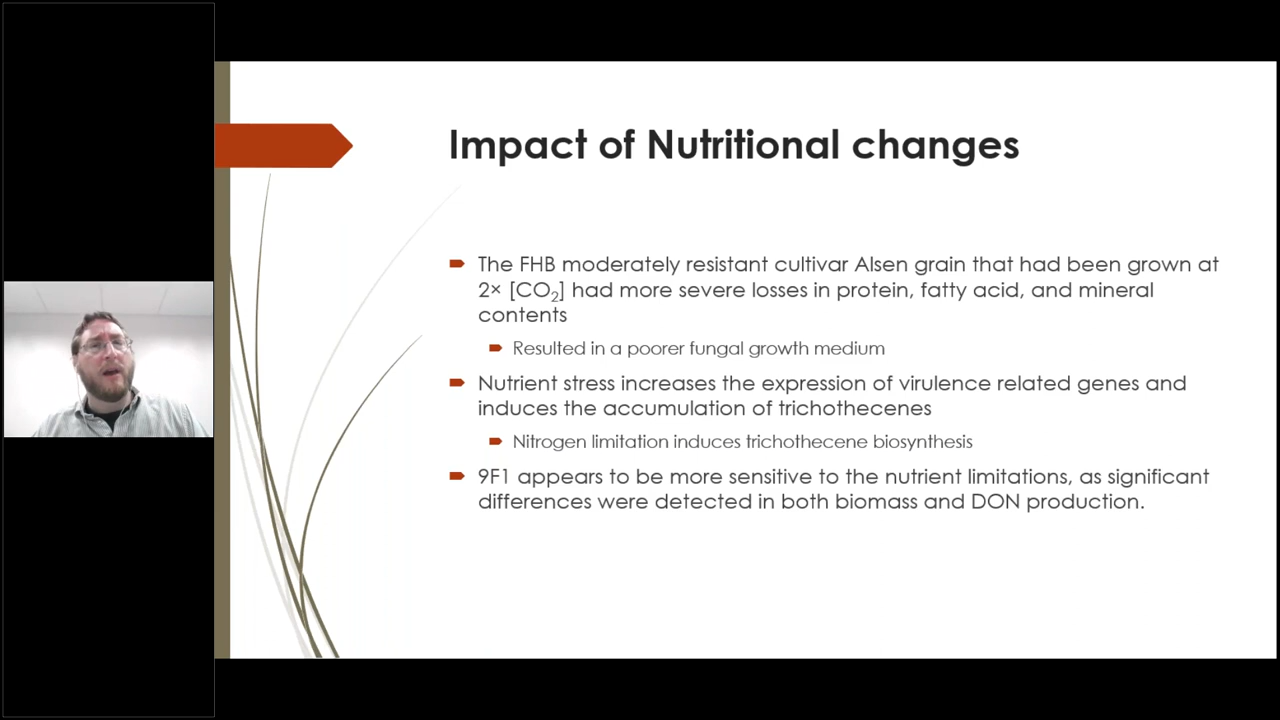 Impact of Nutritional changes
The FHB moderately resistant cultivar Alsen grain that had been grown at
2× [CO₂] had more severe losses in protein, fatty acid, and mineral
contents
Resulted in a poorer fungal growth medium
Nutrient stress increases the expression of virulence related genes and
induces the accumulation of trichothecenes
Nitrogen limitation induces trichothecene biosynthesis
9F1 appears to be more sensitive to the nutrient limitations, as significant
differences were detected in both biomass and DON production.